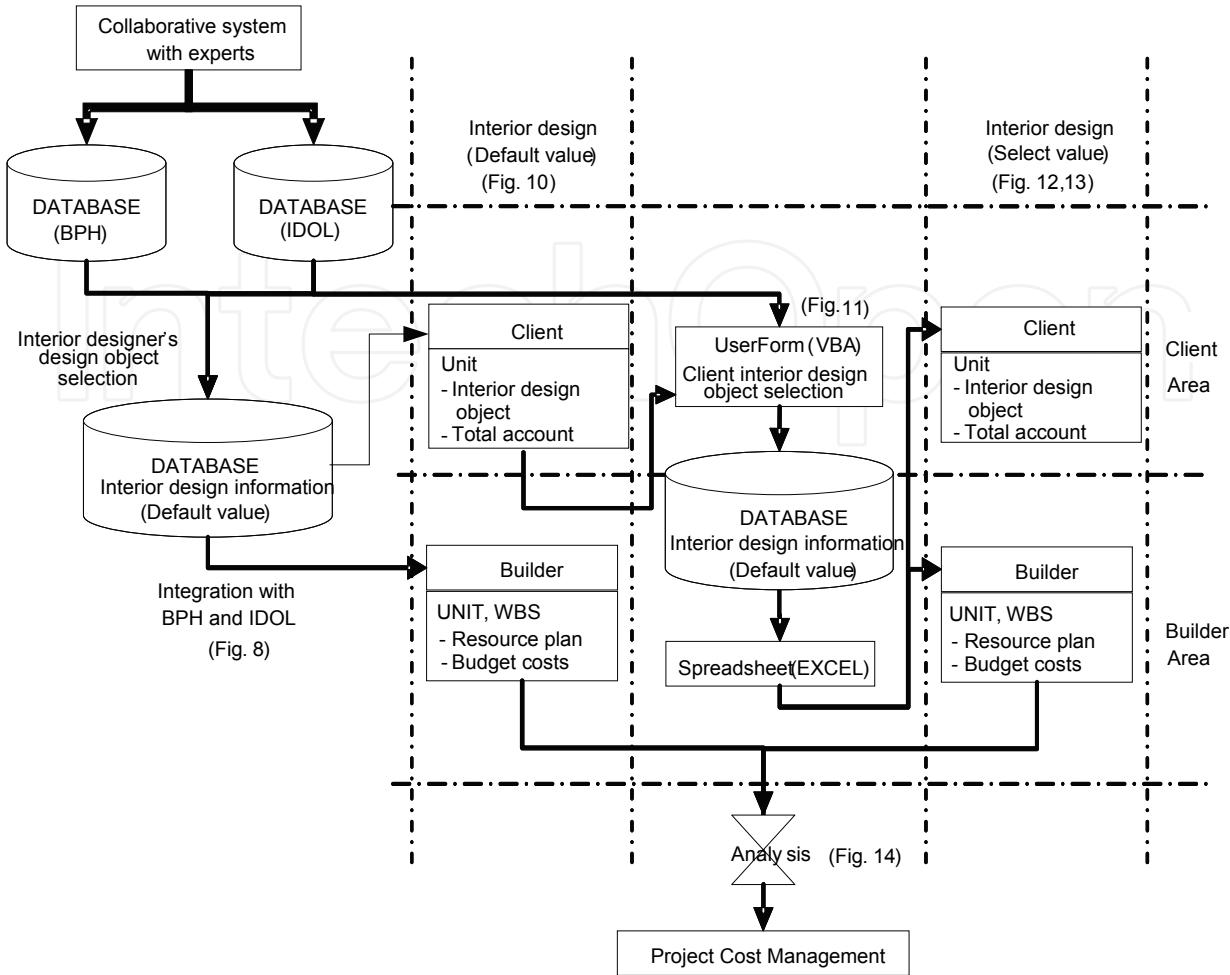 Collaborative system
with experts
DATABASE
(BPH)
DATABASE
(IDOL)
Interior design
(Default value)
(Fig. 10)
Interior design
(Select value)
(Fig. 12,13)
Interior designer's
design object
selection
DATABASE
Interior design information
(Default value)
Integration with
BPH and IDOL
(Fig. 8)
Client
Unit
- Interior design
object
- Total account
Builder
UNIT, WBS
- Resource plan
- Budget costs
(Fig.11)
UserForm (VBA)
Client interior design
object selection
DATABASE
Interior design information
(Default value)
Spreadsheet(EXCEL)
Client
Unit
- Interior design
object
- Total account
Builder
UNIT, WBS
- Resource plan
- Budget costs
Client
Area
Builder
Area
Analy sis
(Fig. 14)
Project Cost Management
IntechOpen